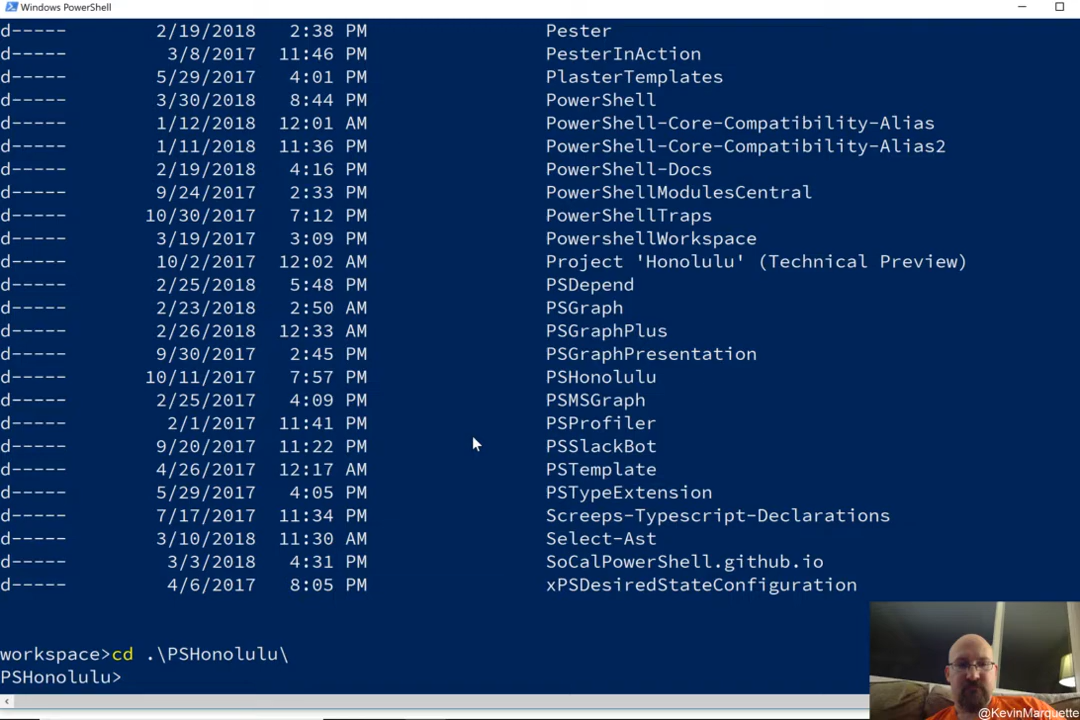 Windows PowerShell
d----- 2/19/2018 2:38 PM Pester
d----- 3/8/2017 11:46 PM PesterInAction
d----- 5/29/2017 4:01 PM PlasterTemplates
d----- 3/30/2018 8:44 PM PowerShell
d----- 1/12/2018 12:01 AM PowerShell-Core-Compatibility-Alias
d----- 1/11/2018 11:36 PM PowerShell-Core-Compatibility-Alias2
d----- 2/19/2018 4:16 PM PowerShell-Docs
d----- 9/24/2017 2:33 PM PowerShellModulesCentral
d----- 10/30/2017 7:12 PM PowerShellTraps
d----- 3/19/2018 3:09 PM PowershellWorkspace
d----- 10/2/2017 12:02 AM Project 'Honolulu' (Technical Preview)
d----- 2/25/2018 5:48 PM PSDepend
d----- 2/23/2018 2:50 AM PSGraph
d----- 2/26/2018 12:33 AM PSGraphPlus
d----- 9/30/2017 2:45 PM PSGraphPresentation
d----- 10/11/2017 7:57 PM PSHonolulu
d----- 2/25/2018 4:09 PM PSMSGraph
d----- 2/1/2018 11:41 PM PSProfiler
d----- 9/20/2017 11:22 PM PSSlackBot
d----- 4/26/2017 12:17 AM PSTemplate
d----- 5/29/2017 4:05 PM PSTypeExtension
d----- 7/17/2017 11:34 PM Screeps-Typescript-Declarations
d----- 3/10/2018 11:30 AM Select-Ast
d----- 3/3/2018 4:31 PM SoCalPowerShell.github.io
d----- 4/6/2017 8:05 PM xPSDesiredStateConfiguration
workspace>cd .\PSHonolulu\
PSHonolulu>
@KevinMarquette